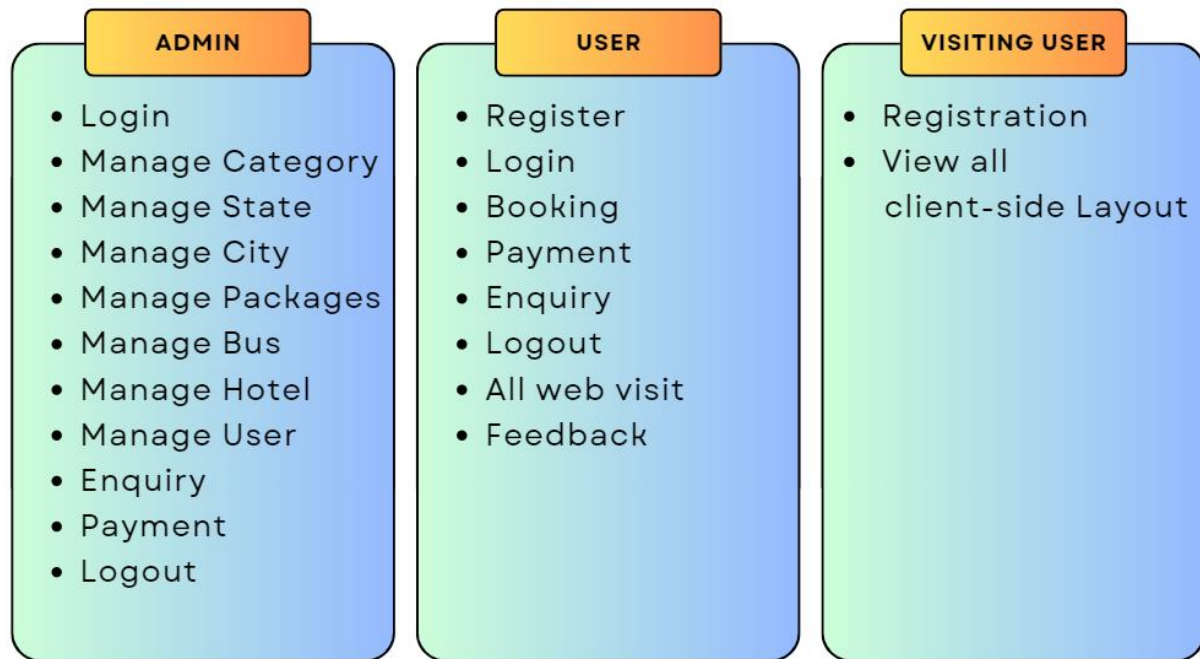 ADMIN
• Login
• Manage Category
• Manage State
• Manage City
• Manage Packages
• Manage Bus
• Manage Hotel
• Manage User
• Enquiry
• Payment
• Logout
USER
• Register
• Login
• Booking
• Payment
• Enquiry
• Logout
• All web visit
• Feedback
VISITING USER
• Registration
• View all
client-side Layout